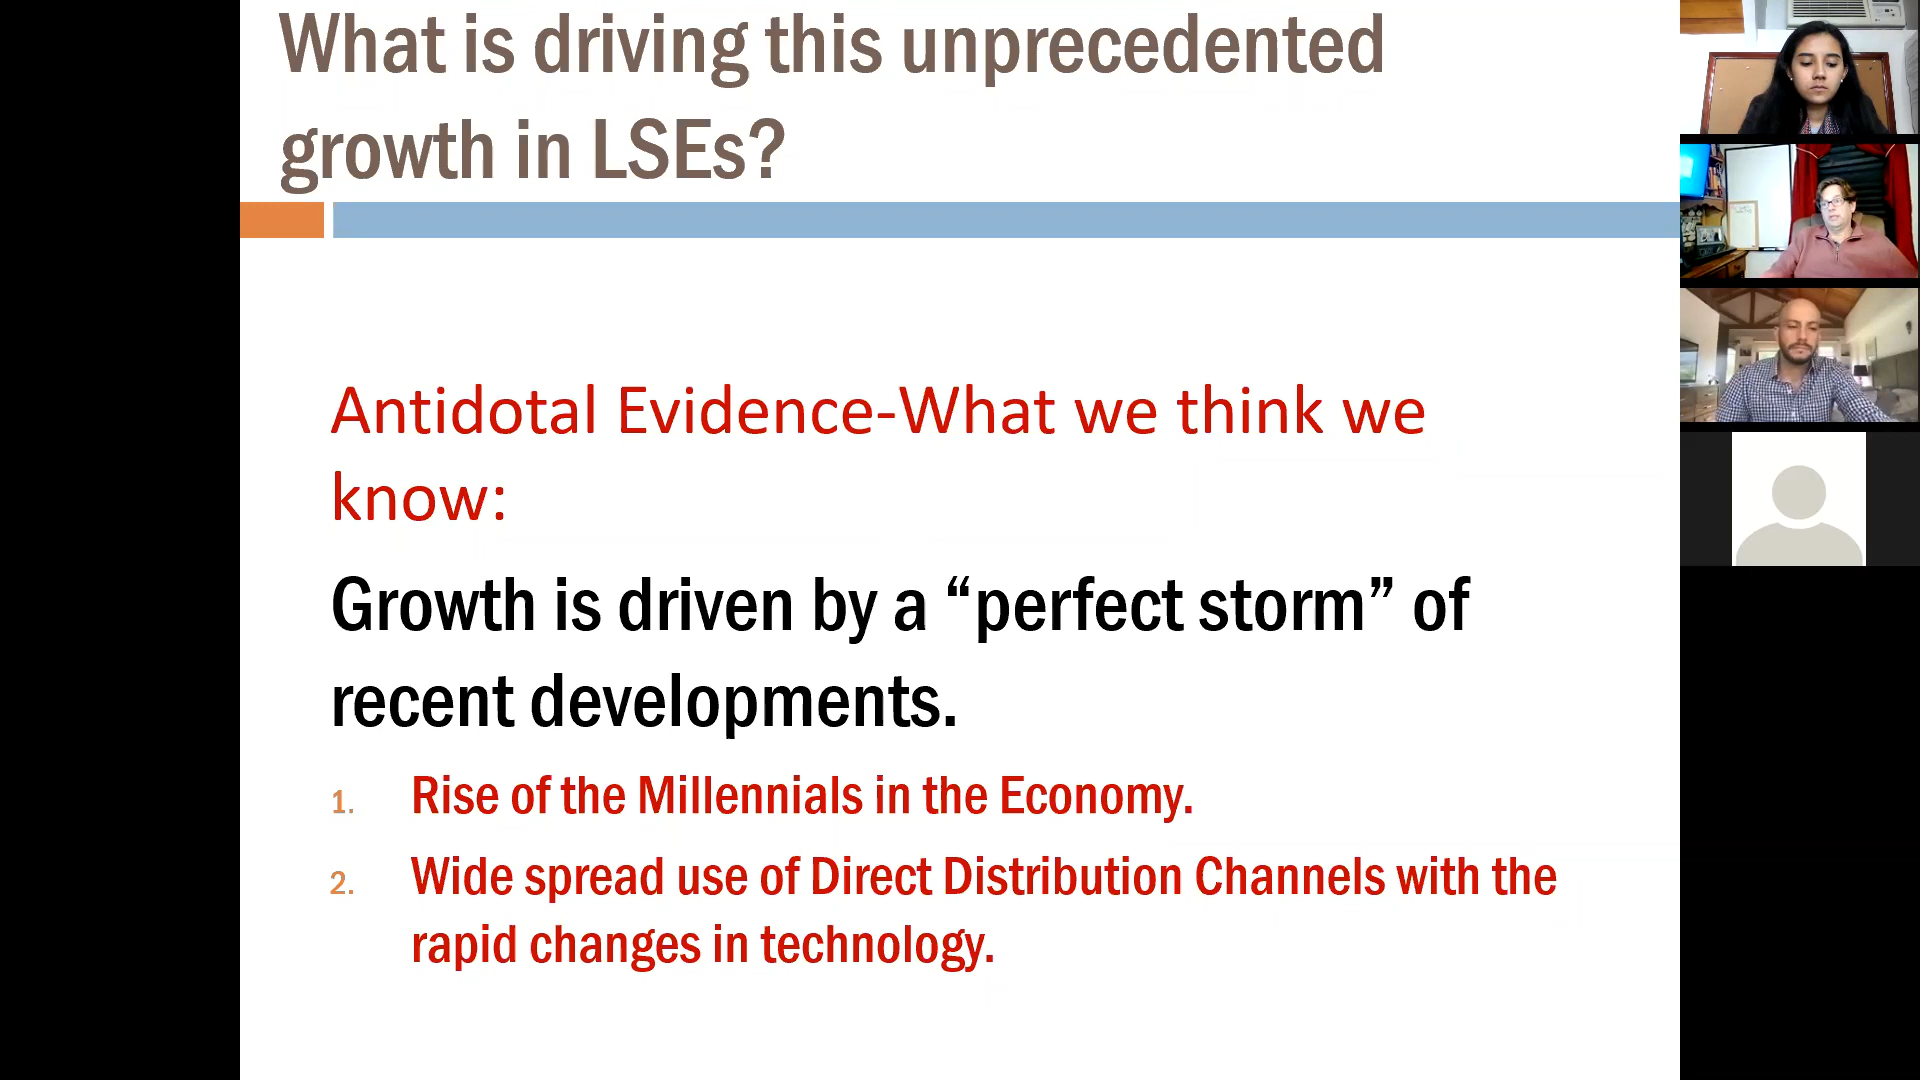 What is driving this unprecedented
growth in LSEs?
Antidotal Evidence-What we think we
know:
Growth is driven by a “perfect storm” of
recent developments.
1. Rise of the Millennials in the Economy.
2. Wide spread use of Direct Distribution Channels with the
rapid changes in technology.